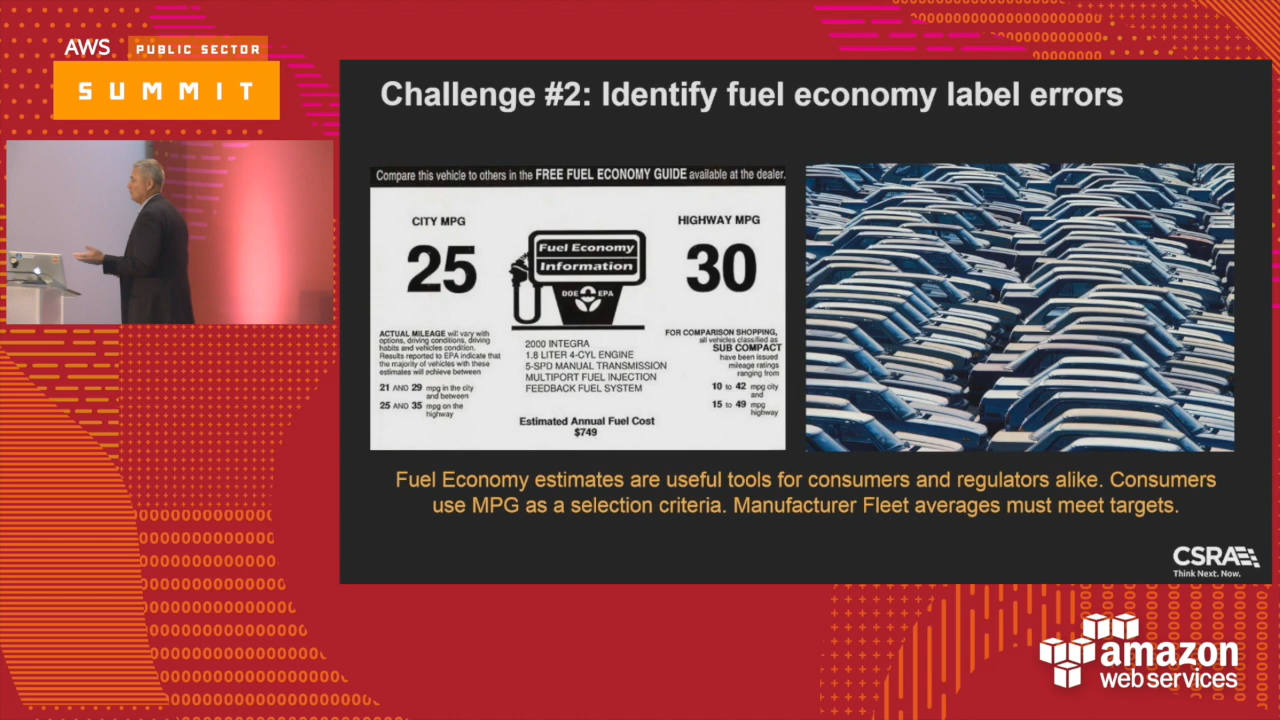 AWS PUBLIC SECTOR
SUMMIT
Challenge #2: Identify fuel economy label errors
Compare this vehicle to others in the FREE FUEL ECONOMY GUIDE available at the dealer.
CITY MPG
25
Fuel Economy
Information
DOE EPA
HIGHWAY MPG
30
ACTUAL MILEAGE will vary with
options, driving conditions, driving
habits and vehicles condition.
Results reported to EPA indicate that
the majority of vehicles with these
estimates will achieve between
21 AND 29 mpg in the city
and between
25 AND 35 mpg on the
highway
2000 INTEGRA
1.8 LITER 4-CYL ENGINE
5-SPD MANUAL TRANSMISSION
MULTIPORT FUEL INJECTION
FEEDBACK FUEL SYSTEM
Estimated Annual Fuel Cost
$749
FOR COMPARISON SHOPPING,
all vehicles classified as
SUB COMPACT
have been issued
mileage ratings
ranging from
10 to 42 mpg city
and
15 to 49 mpg
highway
Fuel Economy estimates are useful tools for consumers and regulators alike. Consumers
use MPG as a selection criteria. Manufacturer Fleet averages must meet targets.
CSRA
Think Next. Now.
amazon
web services